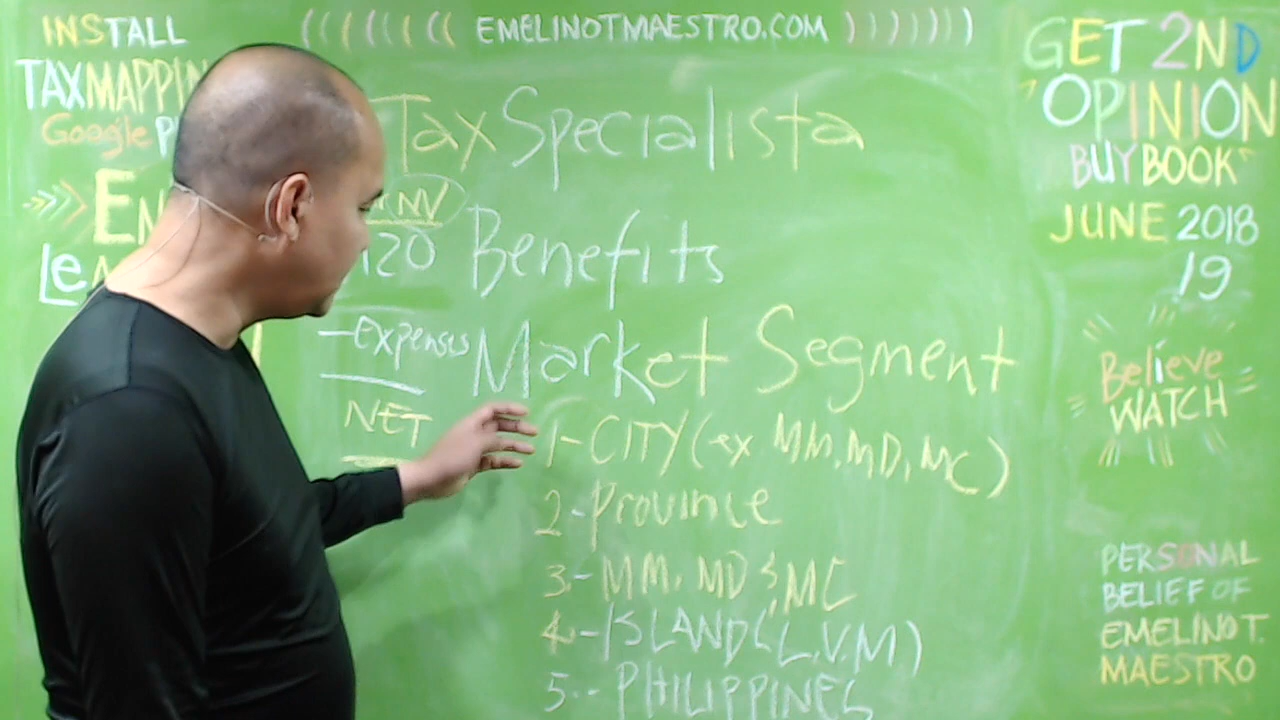 INSTALL
TAXMAPPIN
Google P
EN
Le
(((((( EMELINOTMAESTRO.COM ))))))
Tax Specialista
120
Benefits
-Expenses
Market Segment
NET
1-CITY (ex MM, MD, MC)
2-Province
3-MM, MD & MC
4-ISLAND (L.V.M)
5.-PHILIPPINES
GET 2ND
"OPINION
BUY BOOK"
JUNE 2018
19
Believe
WATCH
PERSONAL
BELIEF OF
EMELINO T.
MAESTRO